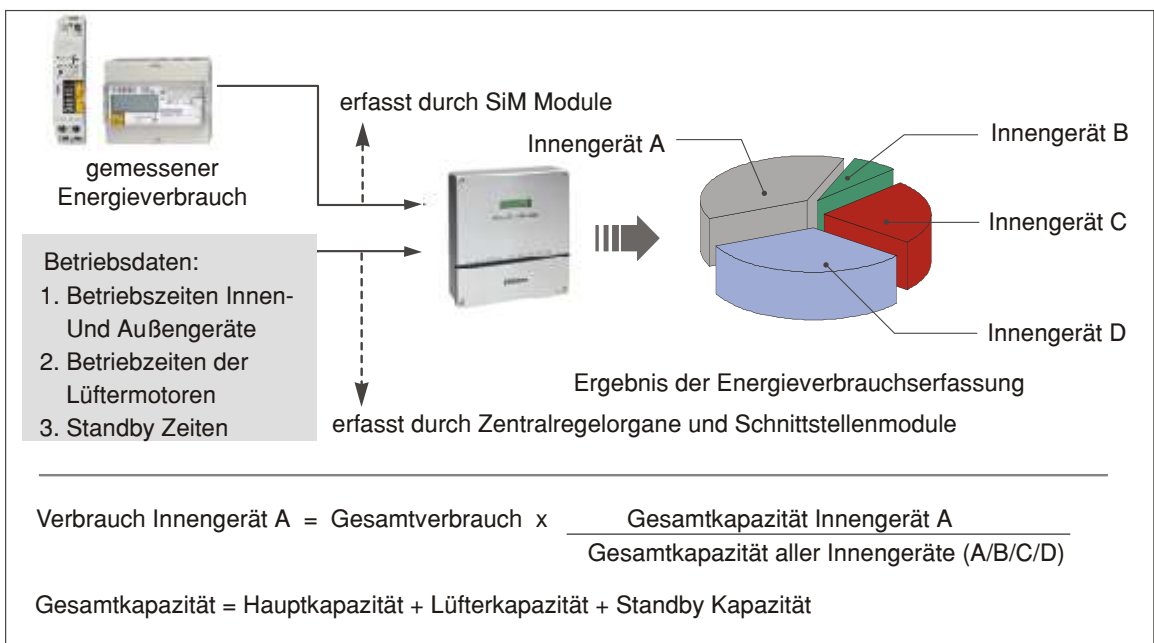 erfasst durch SiM Module
gemessener
Energieverbrauch
Betriebsdaten:
1. Betriebszeiten Innen-
Und Außengeräte
2. Betriebzeiten der
Lüftermotoren
3. Standby Zeiten
Innengerät A
Innengerät B
Innengerät C
Innengerät D
Ergebnis der Energieverbrauchserfassung
erfasst durch Zentralregelorgane und Schnittstellenmodule
Verbrauch Innengerät A = Gesamtverbrauch x Gesamtkapazität Innengerät A
Gesamtkapazität aller Innengeräte (A/B/C/D)
Gesamtkapazität = Hauptkapazität + Lüfterkapazität + Standby Kapazität